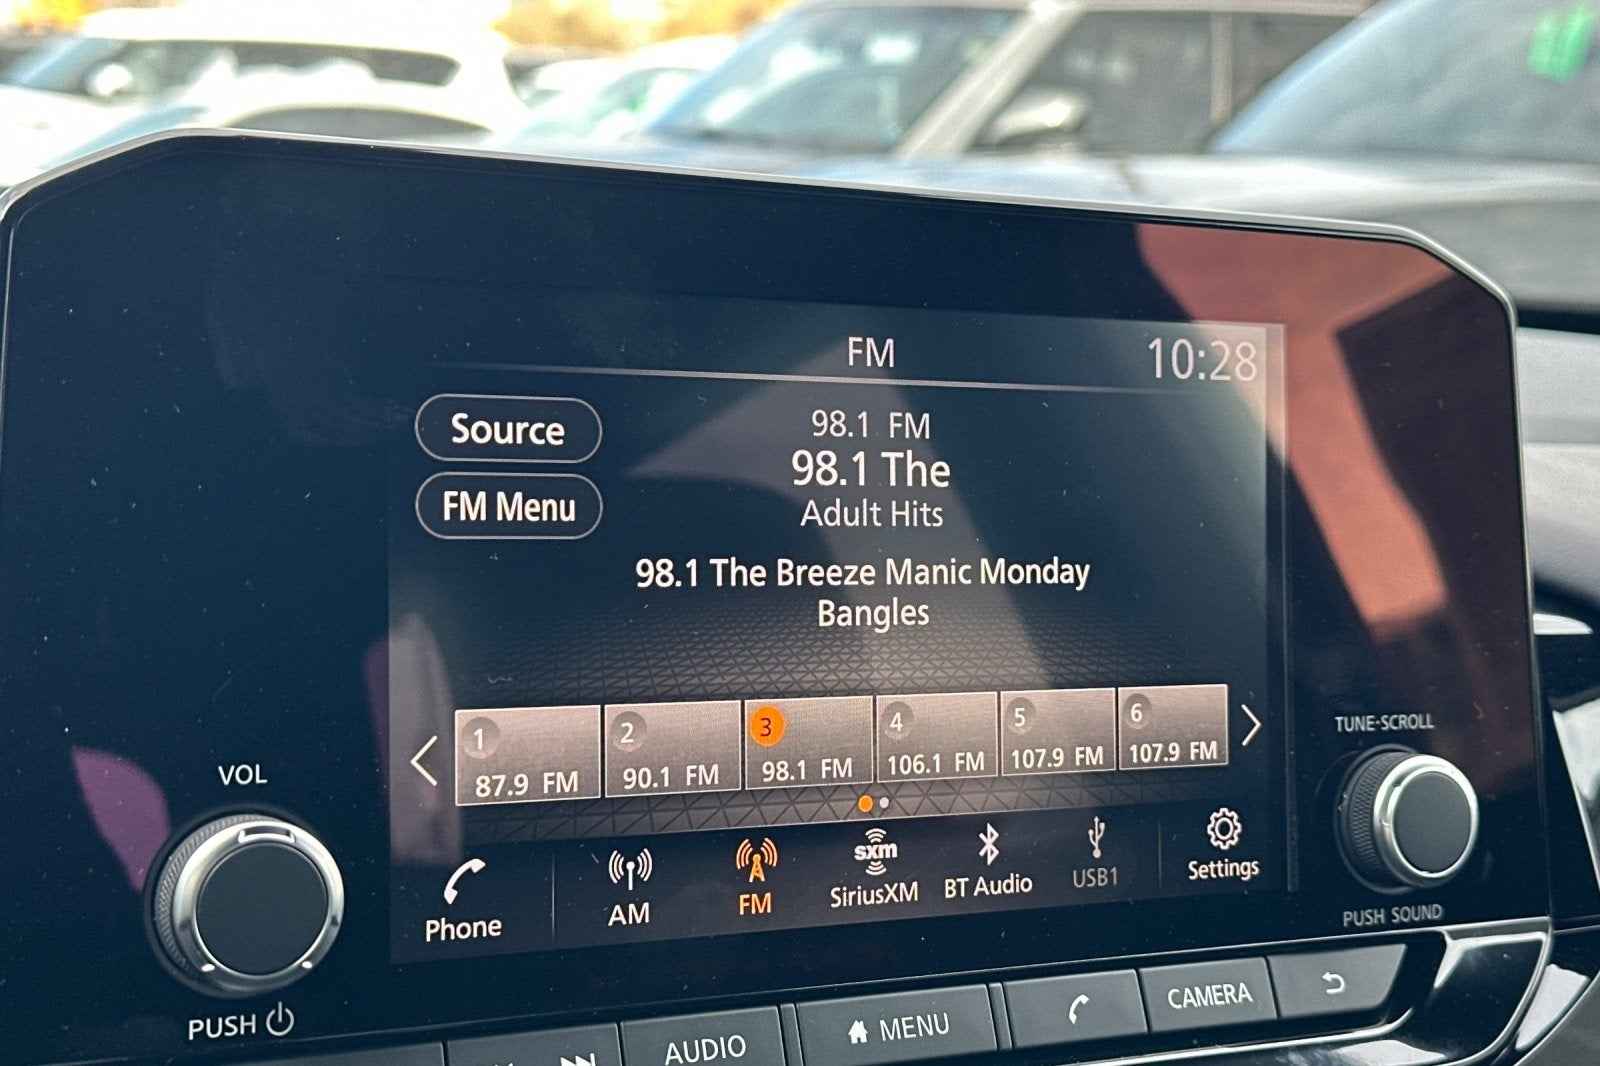 FM
10:28
Source
FM Menu
98.1 FM
98.1 The
Adult Hits
98.1 The Breeze Manic Monday
Bangles
1
87.9 FM
2
90.1 FM
3
98.1 FM
4
106.1 FM
5
107.9 FM
6
107.9 FM
Phone
AM
FM
sxm
SiriusXM
BT Audio
USB1
Settings
VOL
PUSH
TUNE·SCROLL
PUSH SOUND
AUDIO
MENU
CAMERA